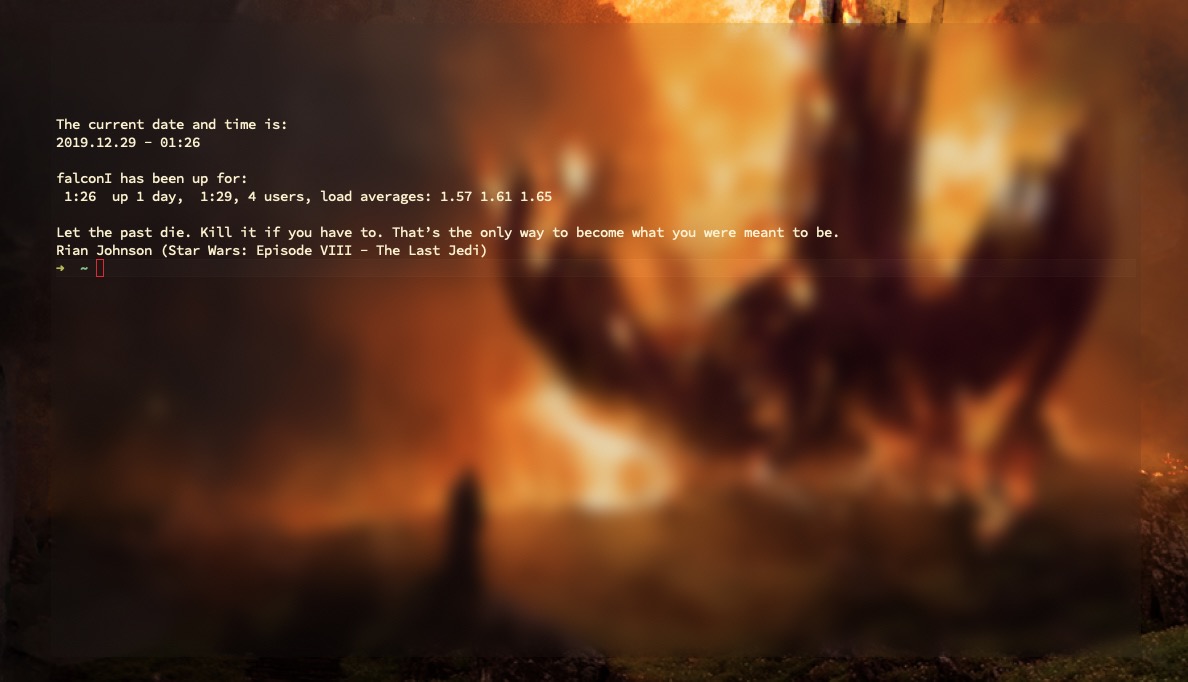 The current date and time is:
2019.12.29 - 01:26
falconI has been up for:
1:26  up 1 day,  1:29, 4 users, load averages: 1.57 1.61 1.65
Let the past die. Kill it if you have to. That’s the only way to become what you were meant to be.
Rian Johnson (Star Wars: Episode VIII - The Last Jedi)
➜  ~